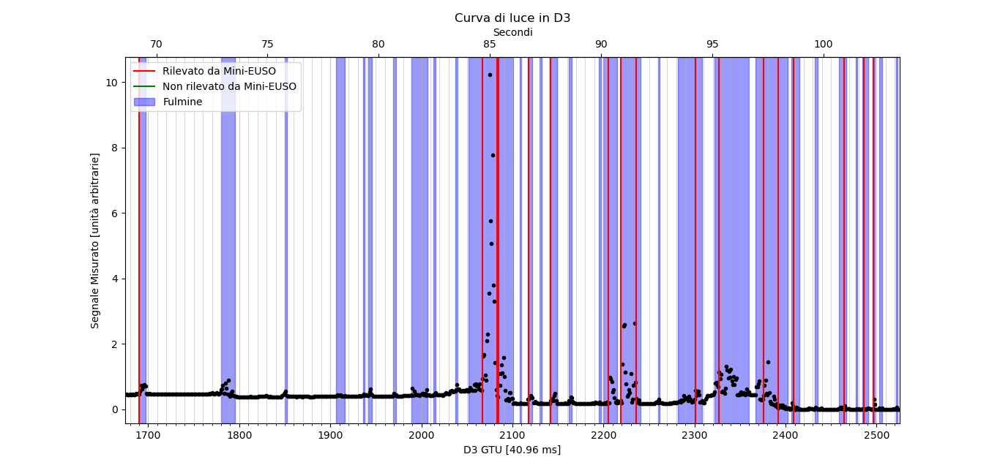 Curva di luce in D3
Secondi
70 75 80 85 90 95 100
Rilevato da Mini-EUSO
Non rilevato da Mini-EUSO
Fulmine
Segnale Misurato [unità arbitrarie]
10
8
6
4
2
0
1700 1800 1900 2000 2100 2200 2300 2400 2500
D3 GTU [40.96 ms]